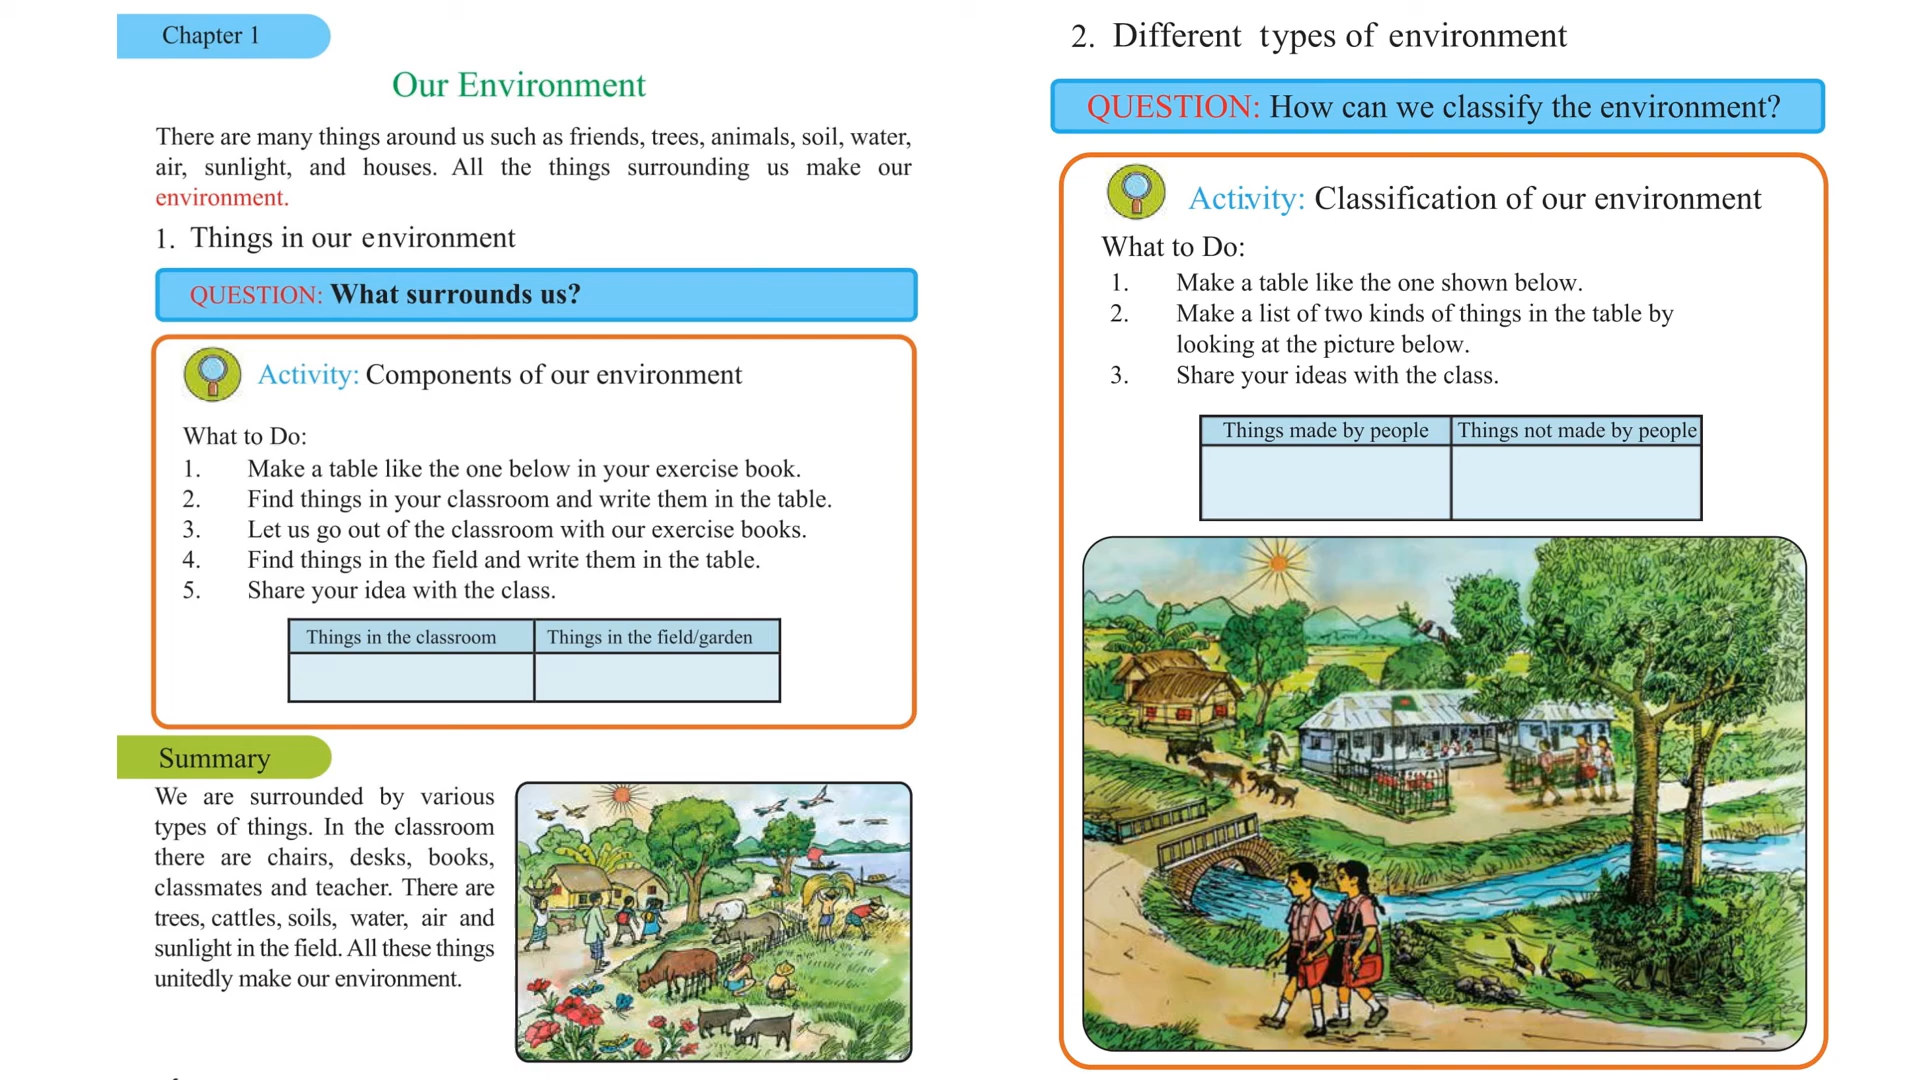 Chapter 1
Our Environment
There are many things around us such as friends, trees, animals, soil, water,
air, sunlight, and houses. All the things surrounding us make our
environment.
1. Things in our environment
QUESTION: What surrounds us?
Activity: Components of our environment
What to Do:
1. Make a table like the one below in your exercise book.
2. Find things in your classroom and write them in the table.
3. Let us go out of the classroom with our exercise books.
4. Find things in the field and write them in the table.
5. Share your idea with the class.
Things in the classroom Things in the field/garden
Summary
We are surrounded by various
types of things. In the classroom
there are chairs, desks, books,
classmates and teacher. There are
trees, cattles, soils, water, air and
sunlight in the field. All these things
unitedly make our environment.
2. Different types of environment
QUESTION: How can we classify the environment?
Activity: Classification of our environment
What to Do:
1. Make a table like the one shown below.
2. Make a list of two kinds of things in the table by
looking at the picture below.
3. Share your ideas with the class.
Things made by people Things not made by people